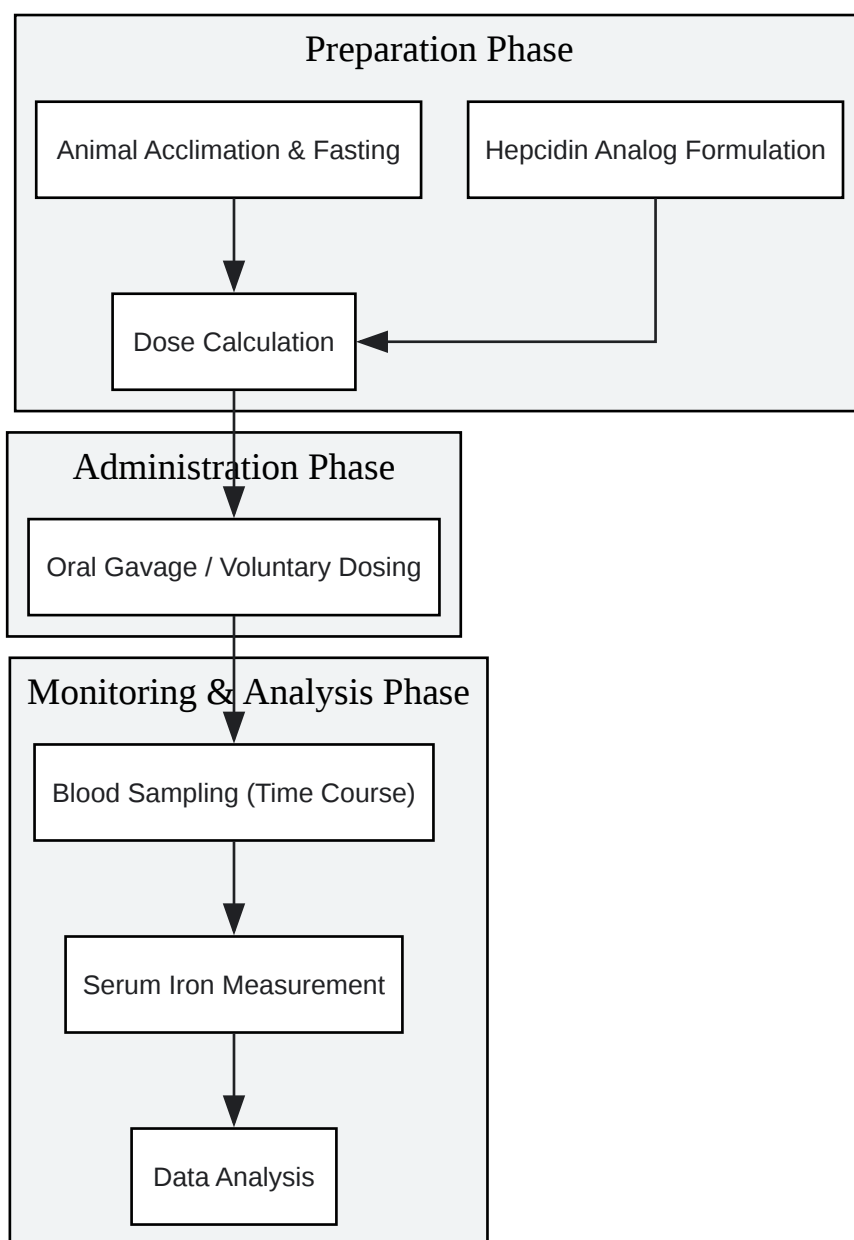 Preparation Phase
Animal Acclimation & Fasting
Hepcidin Analog Formulation
Dose Calculation
Administration Phase
Oral Gavage / Voluntary Dosing
Monitoring & Analysis Phase
Blood Sampling (Time Course)
Serum Iron Measurement
Data Analysis